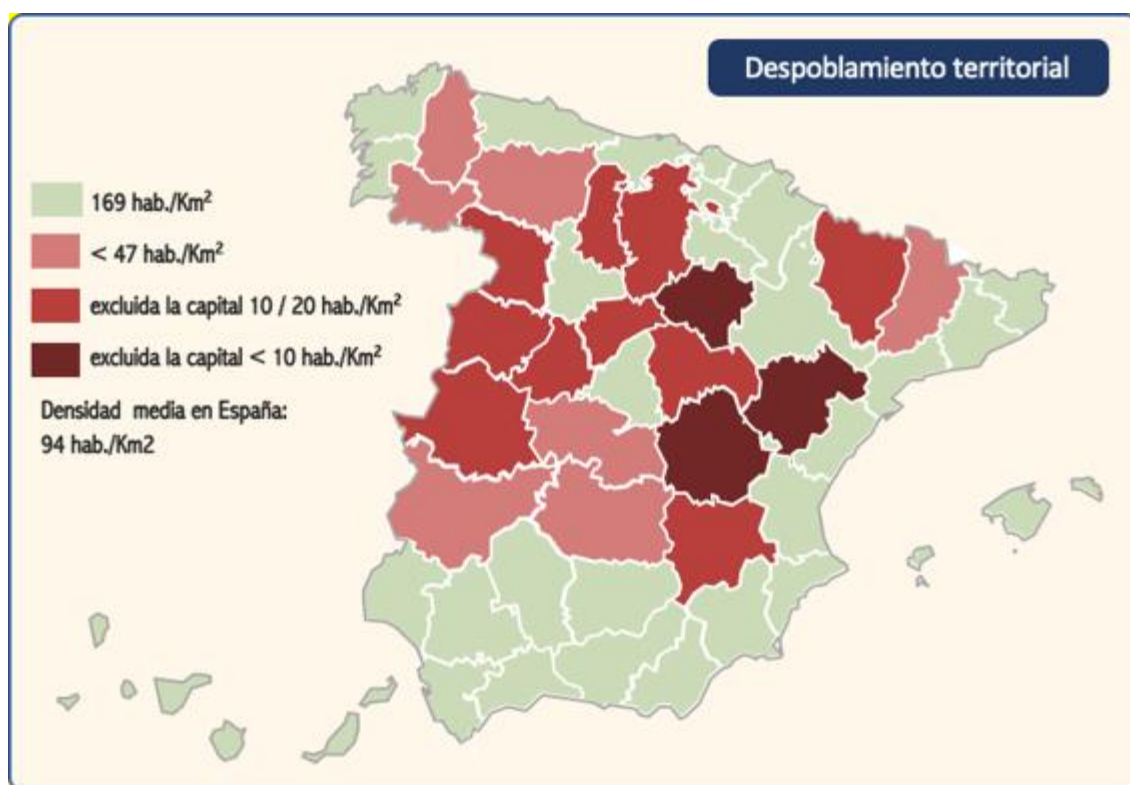 Despoblamiento territorial
169 hab./Km²
< 47 hab./Km²
excluida la capital 10 / 20 hab./Km²
excluida la capital < 10 hab./Km²
Densidad media en España:
94 hab./Km2